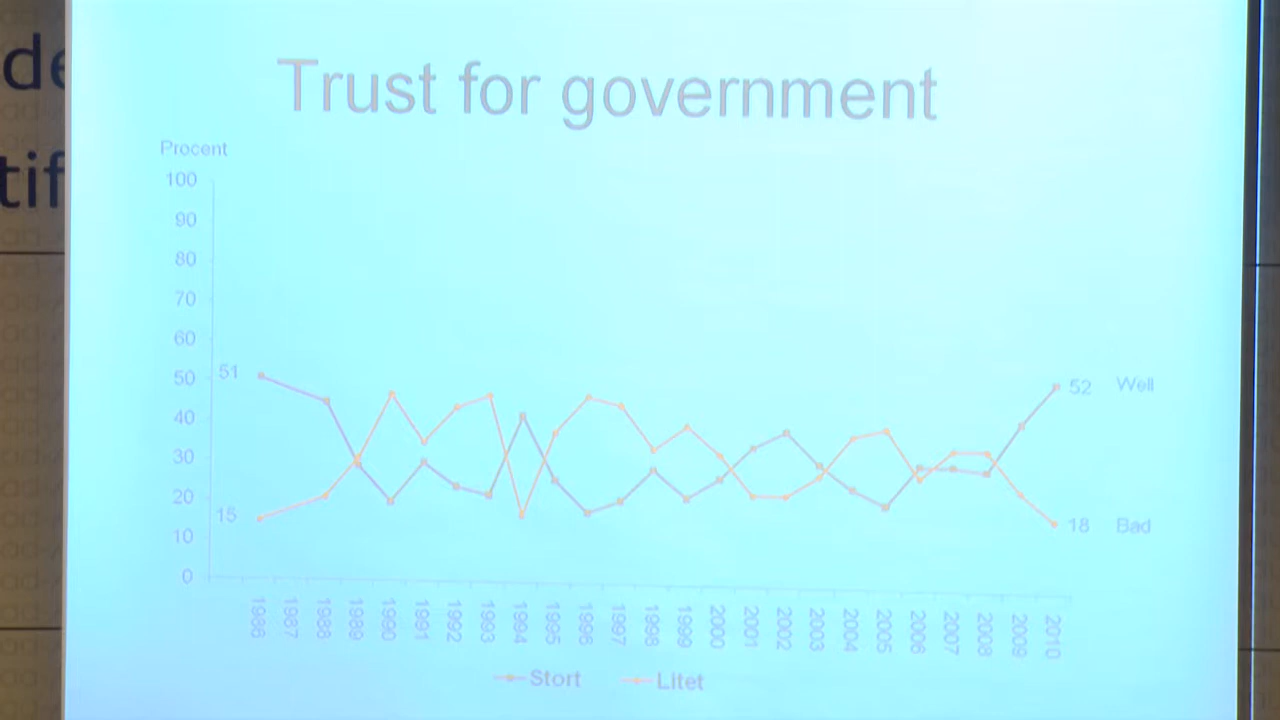 de
tif
Trust for government
Procent
100
90
80
70
60
50
40
30
20
10
0
51
15
52 Well
18 Bad
1986 1987 1988 1989 1990 1991 1992 1993 1994 1995 1996 1997 1998 1999 2000 2001 2002 2003 2004 2005 2006 2007 2008 2009 2010
Stort Litet